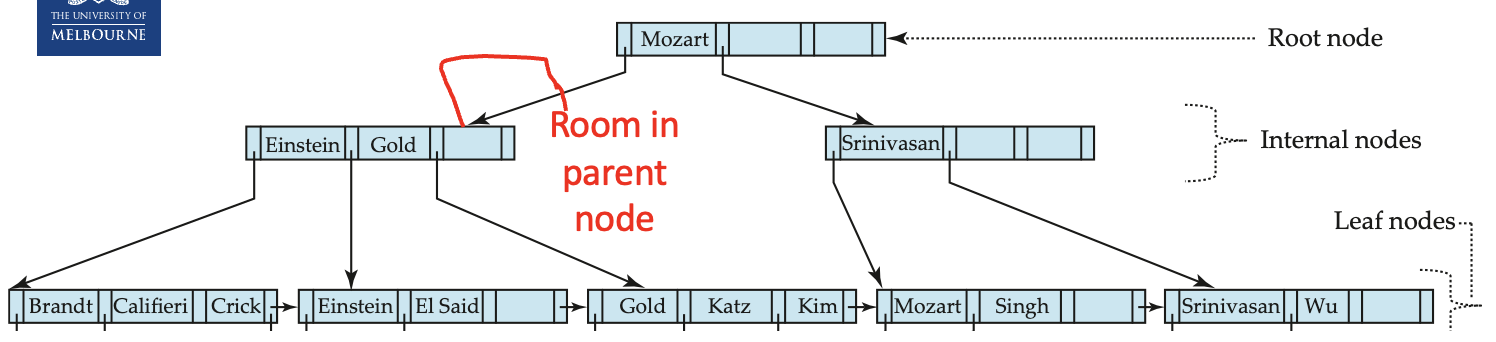 THE UNIVERSITY OF
MELBOURNE
Mozart
Root node
Room in
parent
node
Einstein Gold
Srinivasan
Internal nodes
Leaf nodes
Brandt Califieri Crick
Einstein El Said
Gold Katz Kim
Mozart Singh
Srinivasan Wu